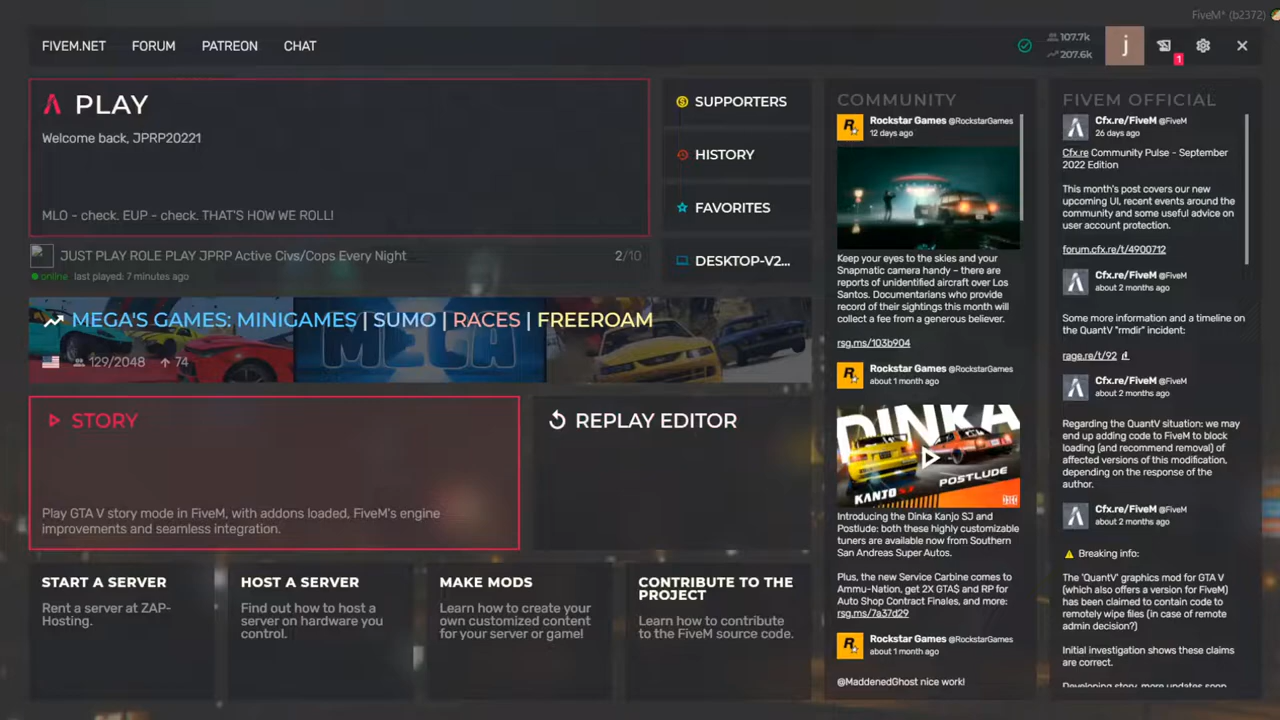 FiveM* (b2372)
FIVEM.NET
FORUM
PATREON
CHAT
107.7k
207.6k
j
1
PLAY
Welcome back, JPRP20221
MLO - check. EUP - check. THAT'S HOW WE ROLL!
JUST PLAY ROLE PLAY JPRP Active Civs/Cops Every Night
2/10
online last played: 7 minutes ago
SUPPORTERS
HISTORY
FAVORITES
DESKTOP-V2...
MEGA'S GAMES: MINIGAMES | SUMO | RACES | FREEROAM
MEGA
129/2048 74
STORY
Play GTA V story mode in FiveM, with addons loaded, FiveM's engine
improvements and seamless integration.
REPLAY EDITOR
START A SERVER
Rent a server at ZAP-
Hosting.
HOST A SERVER
Find out how to host a
server on hardware you
control.
MAKE MODS
Learn how to create your
own customized content
for your server or game!
CONTRIBUTE TO THE
PROJECT
Learn how to contribute
to the FiveM source code.
COMMUNITY
Rockstar Games @RockstarGames
12 days ago
Keep your eyes to the skies and your
Snapmatic camera handy – there are
reports of unidentified aircraft over Los
Santos. Documentarians who provide
record of their sightings this month will
collect a fee from a generous believer.
rsg.ms/103b904
Rockstar Games @RockstarGames
about 1 month ago
DINKA
KANJO SJ
POSTLUDE
Introducing the Dinka Kanjo SJ and
Postlude: both these highly customizable
tuners are available now from Southern
San Andreas Super Autos.
Plus, the new Service Carbine comes to
Ammu-Nation, get 2X GTA$ and RP for
Auto Shop Contract Finales, and more:
rsg.ms/7a37d29
Rockstar Games @RockstarGames
about 1 month ago
@MaddenedGhost nice work!
FIVEM OFFICIAL
Cfx.re/FiveM @FiveM
26 days ago
Cfx.re Community Pulse - September
2022 Edition
This month's post covers our new
upcoming UI, recent events around the
community and some useful advice on
user account protection.
forum.cfx.re/t/4900712
Cfx.re/FiveM @FiveM
about 2 months ago
Some more information and a timeline on
the QuantV "rmdir" incident:
rage.re/t/92
Cfx.re/FiveM @FiveM
about 2 months ago
Regarding the QuantV situation: we may
end up adding code to FiveM to block
loading (and recommend removal) of
affected versions of this modification,
depending on the response of the
author.
Cfx.re/FiveM @FiveM
about 2 months ago
Breaking info:
The 'QuantV' graphics mod for GTA V
(which also offers a version for FiveM)
has been claimed to contain code to
remotely wipe files (in case of remote
admin decision?)
Initial investigation shows these claims
are correct.
Developing story, more updates soon